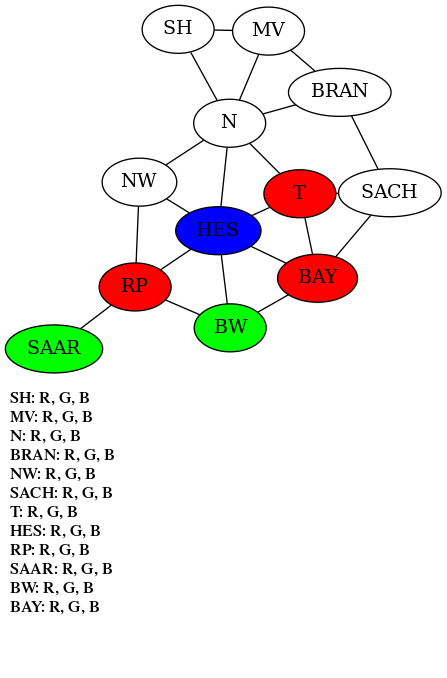 SH
MV
BRAN
N
NW
T
SACH
HES
BAY
RP
BW
SAAR
SH: R, G, B
MV: R, G, B
N: R, G, B
BRAN: R, G, B
NW: R, G, B
SACH: R, G, B
T: R, G, B
HES: R, G, B
RP: R, G, B
SAAR: R, G, B
BW: R, G, B
BAY: R, G, B